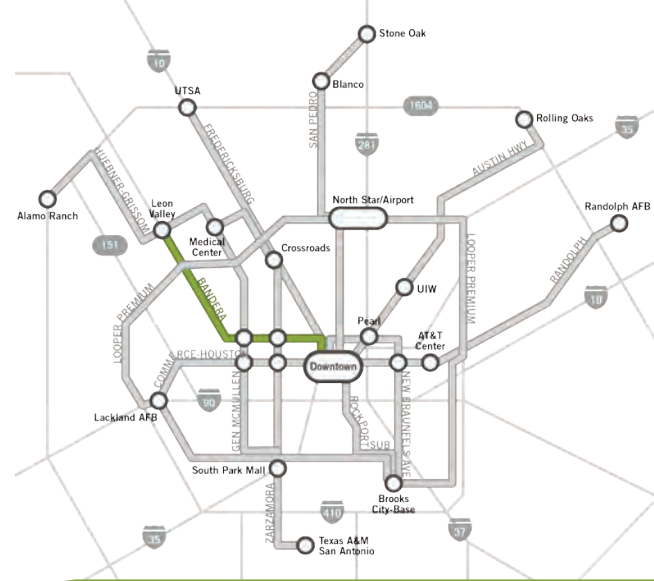 Stone Oak
10
Blanco
UTSA
1604
Rolling Oaks
SAN PEDRO
FREDERICKSBURG
35
281
AUSTIN HWY
HUEBNER-GRISSOM
Leon
Valley
North Star/Airport
Randolph AFB
Alamo Ranch
Medical
Center
151
Crossroads
LOOPER PREMIUM
RANDOLPH
UIW
10
BANDERA
LOOPER PREMIUM
Pearl
AT&T
Center
RCE-HOUSTON
Downtown
COMME
GEN MCMULLEN
ROCKPORT
NEW BRAUNFELS AVE
90
Lackland AFB
SUB
South Park Mall
Brooks
City-Base
ZARZAMORA
410
37
35
Texas A&M
San Antonio